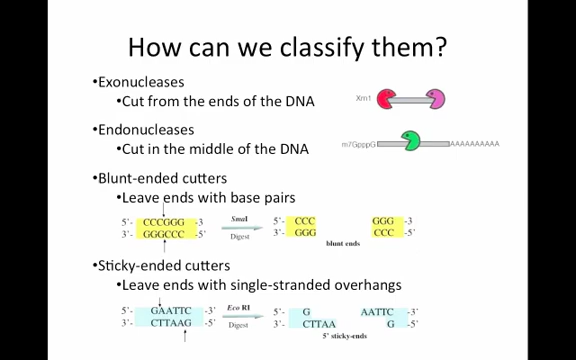 How can we classify them?
•Exonucleases
•Cut from the ends of the DNA
Xrn1
•Endonucleases
•Cut in the middle of the DNA
m7GpppG AAAAAAAAAA
•Blunt-ended cutters
•Leave ends with base pairs
5'- CCCGGG -3 SmaI 5'- CCC GGG -3
3'- GGGCCC -5' Digest 3'- GGG CCC -5'
blunt ends
•Sticky-ended cutters
•Leave ends with single-stranded overhangs
5'- GAATTC -3' Eco RI 5'- G AATTC -3'
3'- CTTAAG -5' Digest 3'- CTTAA G -5'
5' sticky-ends